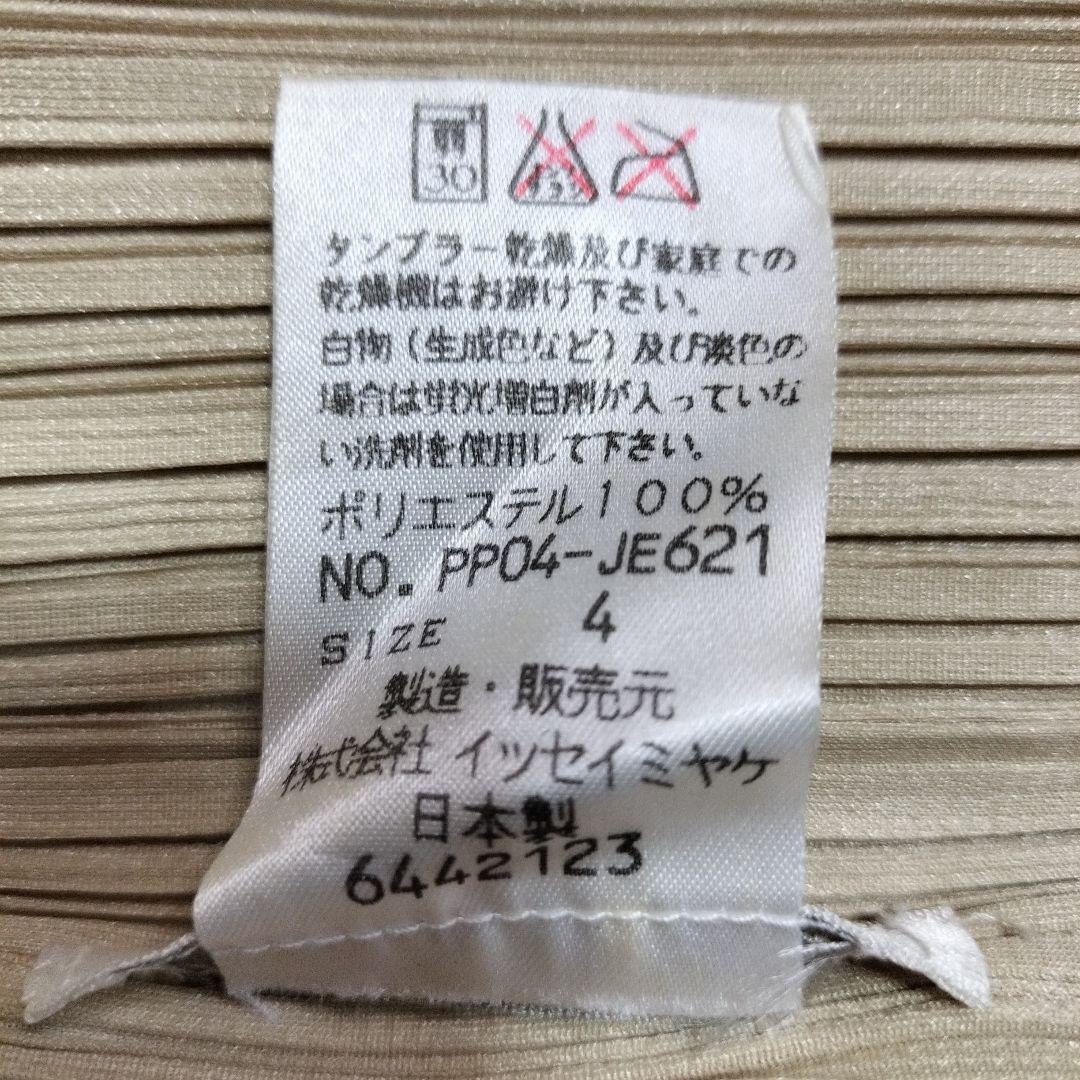 30
タンブラー乾燥及び家庭での
乾燥機はお避け下さい。
白物（生成色など）及び淡色の
場合は蛍光増白剤が入っていな
い洗剤を使用して下さい。
ポリエステル100%
NO. PP04-JE621
SIZE 4
製造・販売元
株式会社 イッセイミヤケ
日本製
6442123